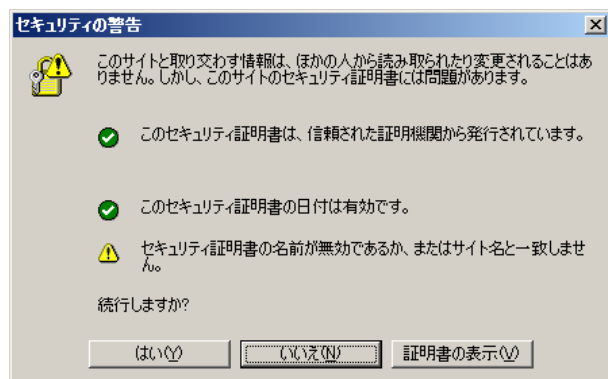 セキュリティの警告
このサイトと取り交わす情報は、ほかの人から読み取られたり変更されることはあ
りません。しかし、このサイトのセキュリティ証明書には問題があります。
このセキュリティ証明書は、信頼された証明機関から発行されています。
このセキュリティ証明書の日付は有効です。
セキュリティ証明書の名前が無効であるか、またはサイト名と一致しませ
ん。
続行しますか?
はい(Y) いいえ(N) 証明書の表示(V)